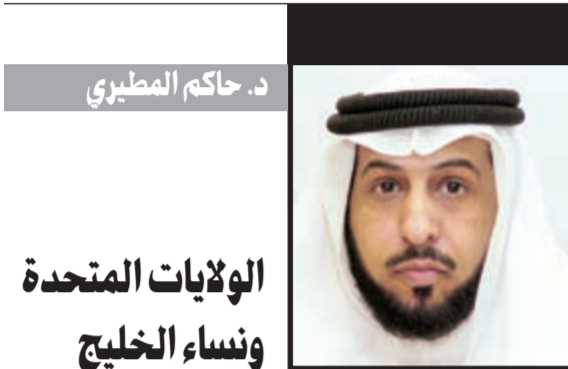 د. حاكم المطيري
الولايات المتحدة
ونساء الخليج